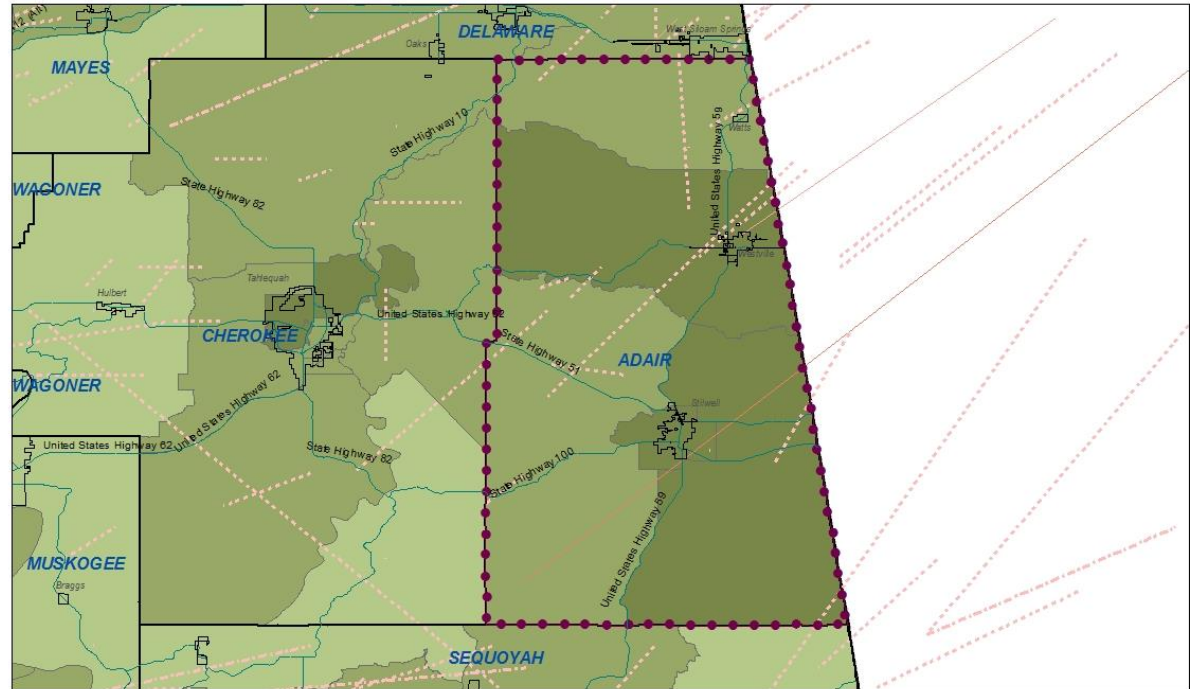 12 (Alt)
DELAWARE
West Siloam Springs
Oaks
MAYES
State Highway 10
United States Highway 59
Watts
WAGONER
State Highway 82
Westville
Tahlequah
Hulbert
United States Highway 62
CHEROKEE
State Highway 51
ADAIR
WAGONER
United States Highway 62
Stilwell
United States Highway 62
State Highway 82
State Highway 100
United States Highway 59
MUSKOGEE
Braggs
SEQUOYAH